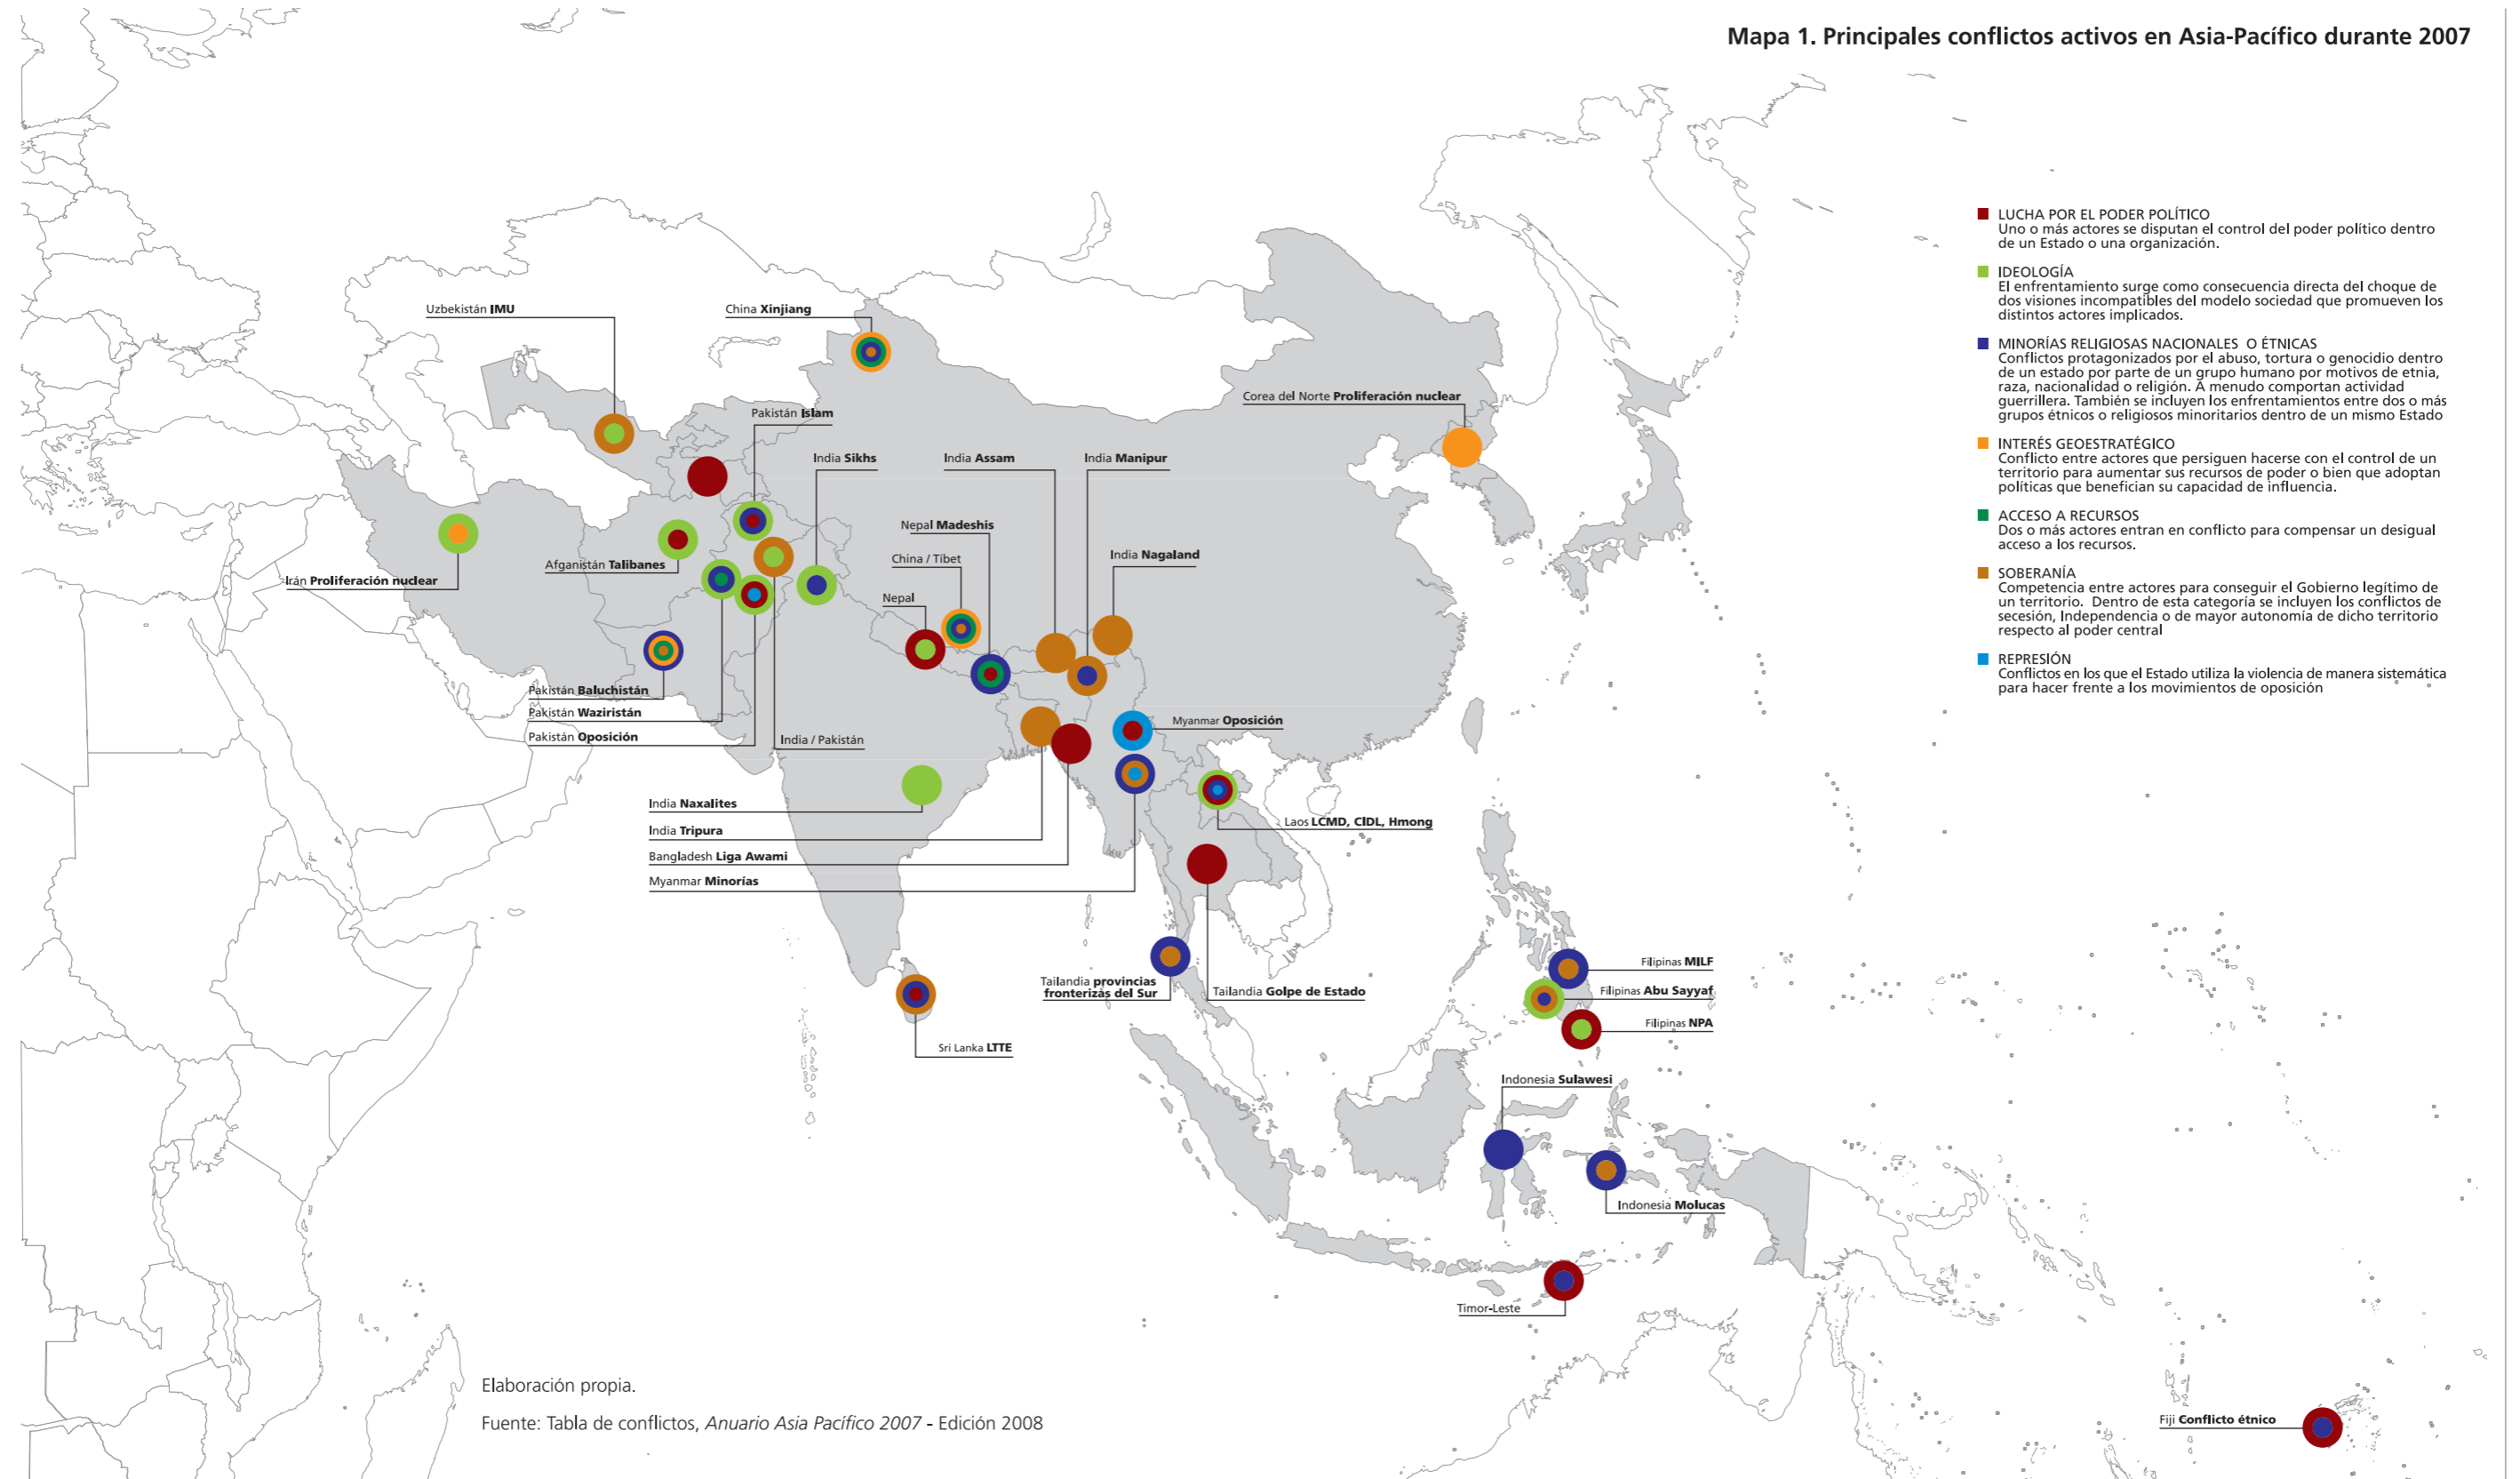 Mapa 1. Principales conflictos activos en Asia-Pacífico durante 2007
LUCHA POR EL PODER POLÍTICO
Uno o más actores se disputan el control del poder político dentro
de un Estado o una organización.
IDEOLOGÍA
El enfrentamiento surge como consecuencia directa del choque de
dos visiones incompatibles del modelo sociedad que promueven los
distintos actores implicados.
MINORÍAS RELIGIOSAS NACIONALES O ÉTNICAS
Conflictos protagonizados por el abuso, tortura o genocidio dentro
de un estado por parte de un grupo humano por motivos de etnia,
raza, nacionalidad o religión. A menudo comportan actividad
guerrillera. También se incluyen los enfrentamientos entre dos o más
grupos étnicos o religiosos minoritarios dentro de un mismo Estado
INTERÉS GEOESTRATÉGICO
Conflicto entre actores que persiguen hacerse con el control de un
territorio para aumentar sus recursos de poder o bien que adoptan
políticas que benefician su capacidad de influencia.
ACCESO A RECURSOS
Dos o más actores entran en conflicto para compensar un desigual
acceso a los recursos.
SOBERANÍA
Competencia entre actores para conseguir el Gobierno legítimo de
un territorio. Dentro de esta categoría se incluyen los conflictos de
secesión, Independencia o de mayor autonomía de dicho territorio
respecto al poder central
REPRESIÓN
Conflictos en los que el Estado utiliza la violencia de manera sistemática
para hacer frente a los movimientos de oposición
Uzbekistán IMU
China Xinjiang
Corea del Norte Proliferación nuclear
Pakistán Islam
India Sikhs
India Assam
India Manipur
Nepal Madeshis
China / Tíbet
India Nagaland
Afganistán Talibanes
Irán Proliferación nuclear
Nepal
Pakistán Baluchistán
Pakistán Waziristán
Pakistán Oposición
India / Pakistán
Myanmar Oposición
India Naxalites
India Tripura
Bangladesh Liga Awami
Myanmar Minorías
Laos LCMD, CIDL, Hmong
Tailandia provincias
fronterizas del Sur
Tailandia Golpe de Estado
Filipinas MILF
Filipinas Abu Sayyaf
Filipinas NPA
Sri Lanka LTTE
Indonesia Sulawesi
Indonesia Molucas
Timor-Leste
Fiji Conflicto étnico
Elaboración propia.
Fuente: Tabla de conflictos, Anuario Asia Pacífico 2007 - Edición 2008